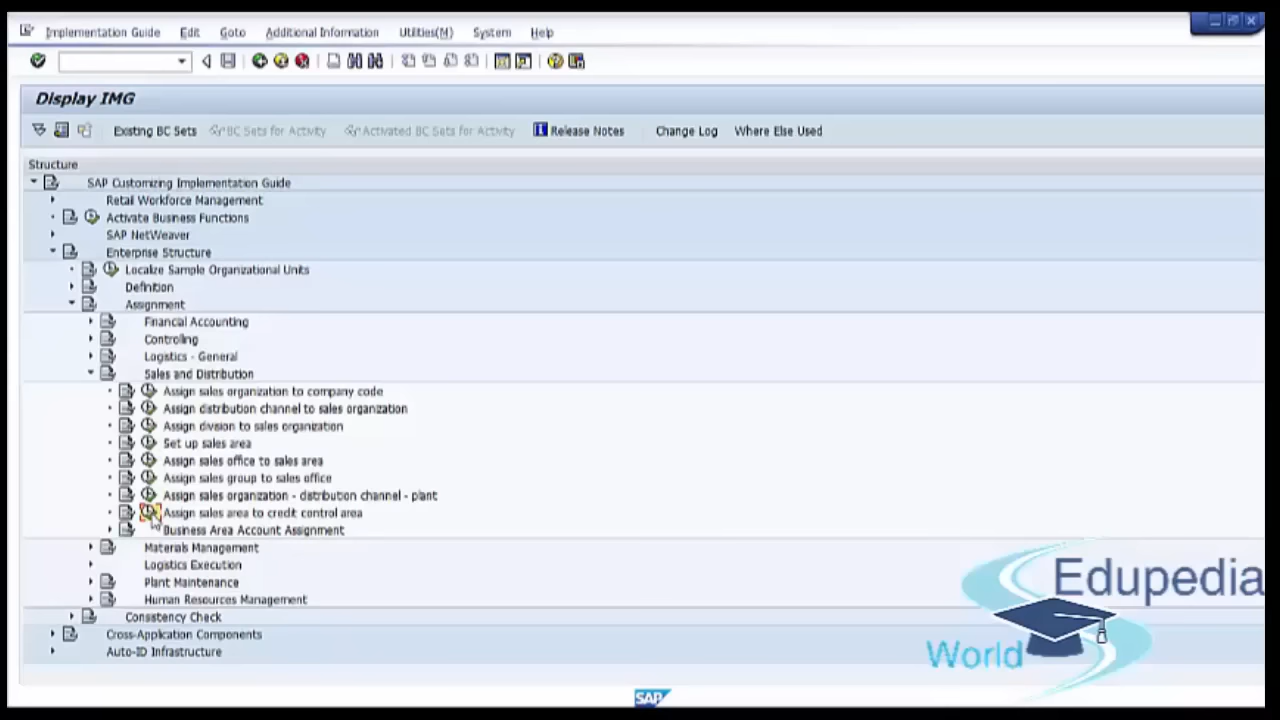 Implementation Guide Edit Goto Additional Information Utilities(M) System Help
Display IMG
Existing BC Sets BC Sets for Activity Activated BC Sets for Activity Release Notes Change Log Where Else Used
Structure
SAP Customizing Implementation Guide
Retail Workforce Management
Activate Business Functions
SAP NetWeaver
Enterprise Structure
Localize Sample Organizational Units
Definition
Assignment
Financial Accounting
Controlling
Logistics - General
Sales and Distribution
Assign sales organization to company code
Assign distribution channel to sales organization
Assign division to sales organization
Set up sales area
Assign sales office to sales area
Assign sales group to sales office
Assign sales organization - distribution channel - plant
Assign sales area to credit control area
Business Area Account Assignment
Materials Management
Logistics Execution
Plant Maintenance
Human Resources Management
Consistency Check
Cross-Application Components
Auto-ID Infrastructure
Edupedia
World
SAP